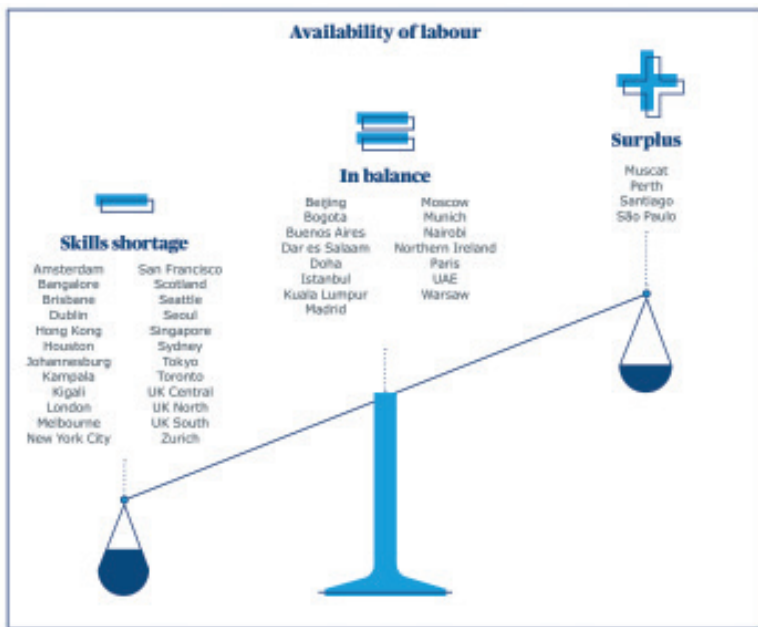 Availability of labour
Surplus
Muscat
Perth
Santiago
São Paulo
In balance
Beijing
Bogota
Buenos Aires
Dar es Salaam
Doha
Istanbul
Kuala Lumpur
Madrid
Moscow
Munich
Nairobi
Northern Ireland
Paris
UAE
Warsaw
Skills shortage
Amsterdam
Bangalore
Brisbane
Dublin
Hong Kong
Houston
Johannesburg
Kampala
Kigali
London
Melbourne
New York City
San Francisco
Scotland
Seattle
Seoul
Singapore
Sydney
Tokyo
Toronto
UK Central
UK North
UK South
Zurich